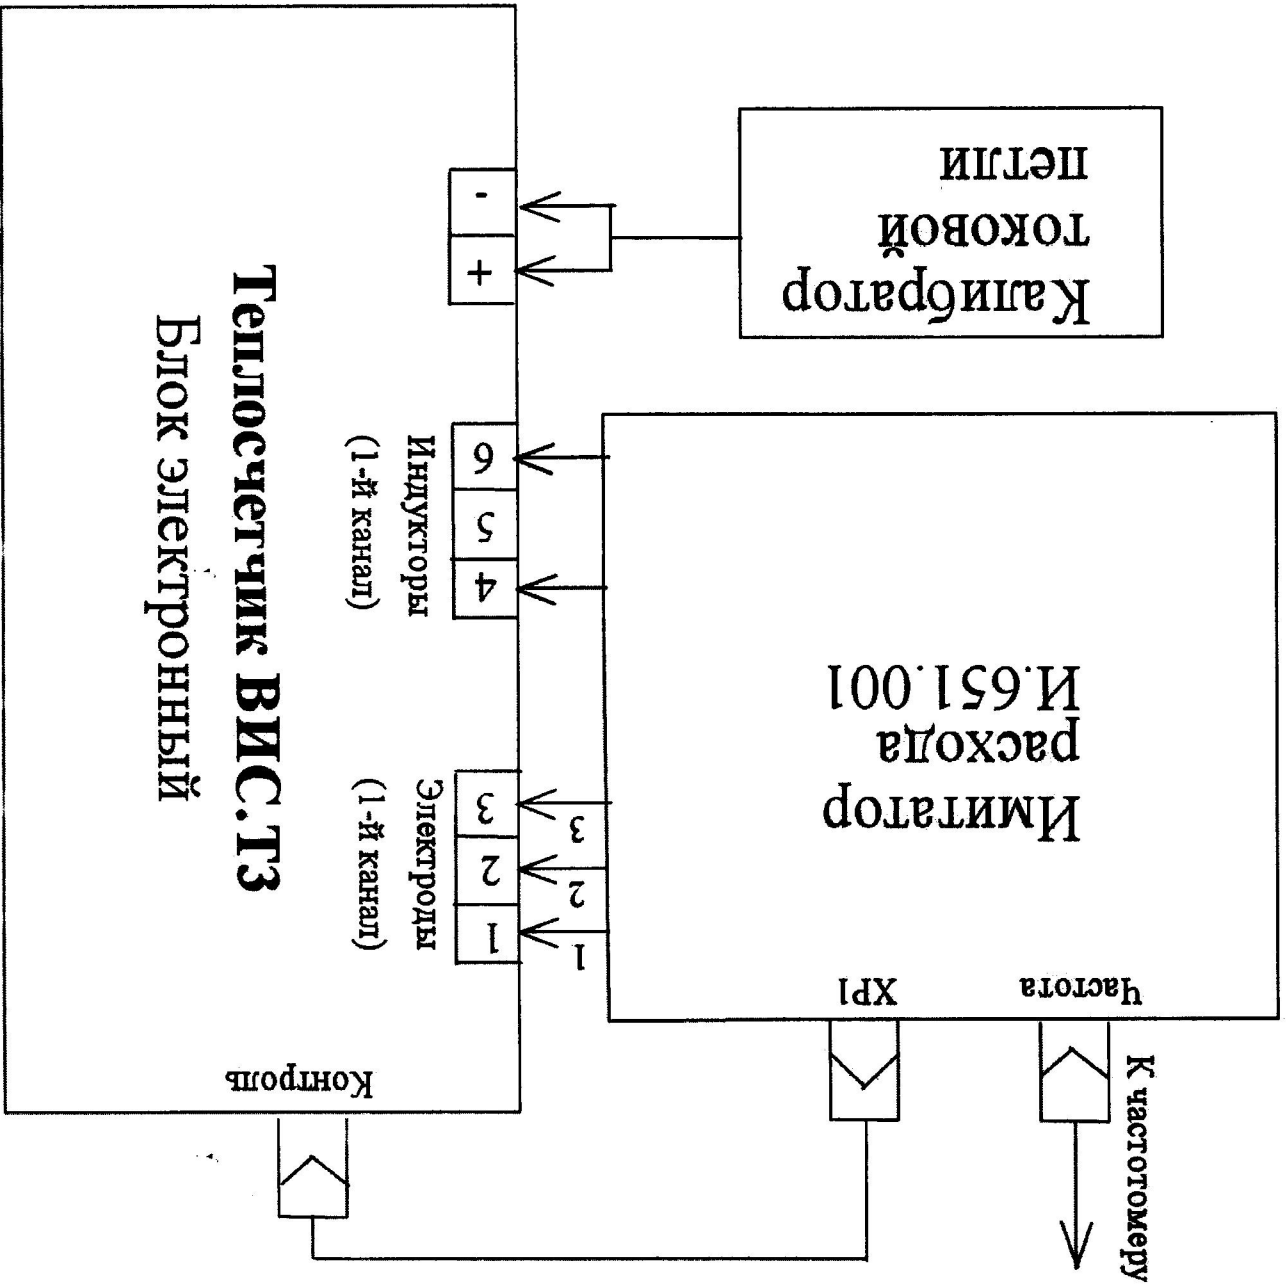 К частотомеру
Частота
XP1
Контроль
Имитатор
расхода
И.651.001
1
2
3
1
2
3
Электроды
(1-й канал)
4
5
6
Индукторы
(1-й канал)
Теплосчетчик ВИС.Т3
Блок электронный
Калибратор
токовой
петли
+
-